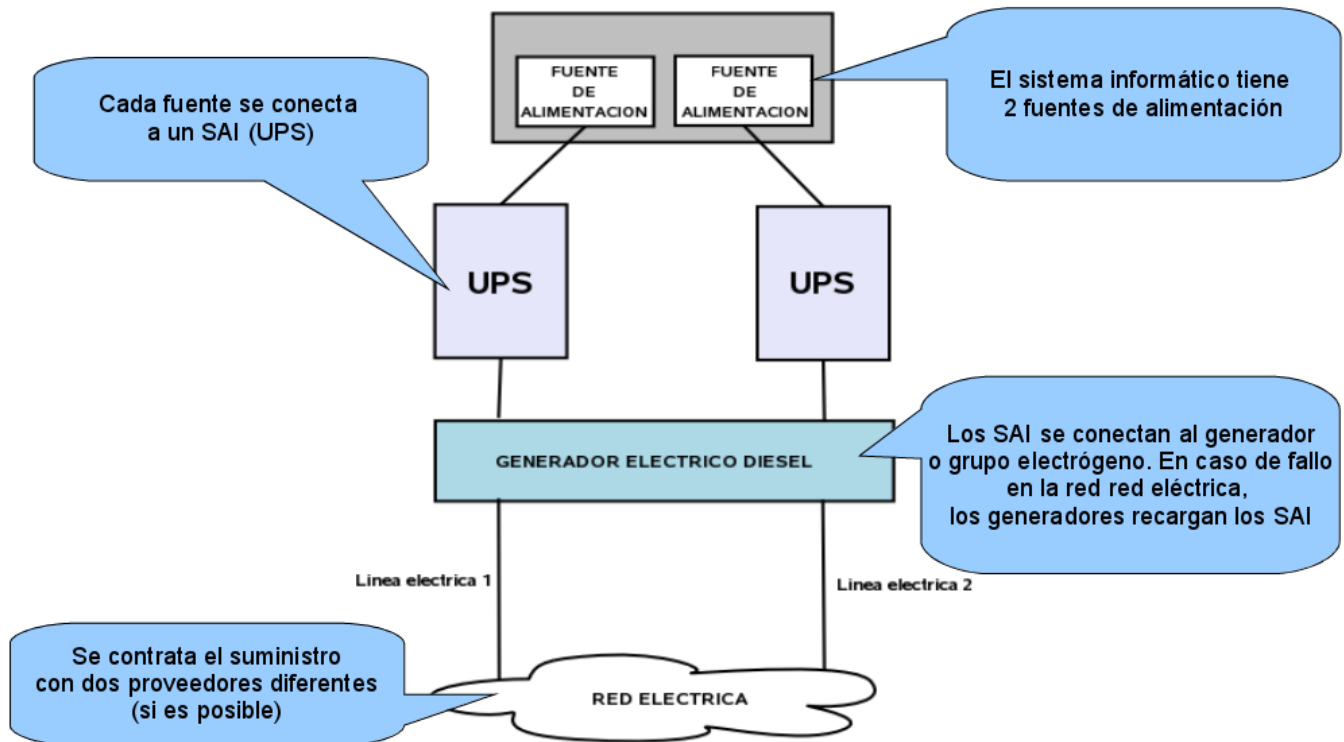 FUENTE
DE
ALIMENTACION
FUENTE
DE
ALIMENTACION
El sistema informático tiene
2 fuentes de alimentación
Cada fuente se conecta
a un SAI (UPS)
UPS
UPS
GENERADOR ELECTRICO DIESEL
Los SAI se conectan al generador
o grupo electrógeno. En caso de fallo
en la red red eléctrica,
los generadores recargan los SAI
Linea electrica 1
Linea electrica 2
Se contrata el suministro
con dos proveedores diferentes
(si es posible)
RED ELECTRICA